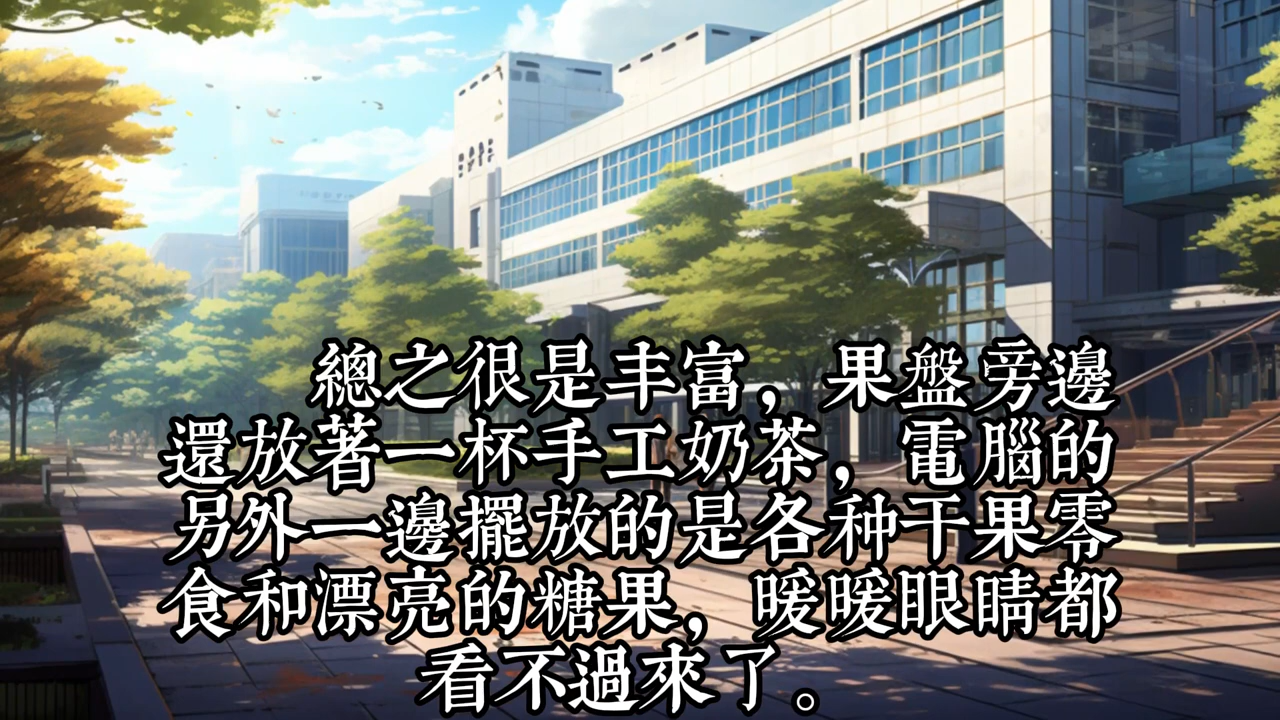 總之很是丰富，果盤旁邊
還放著一杯手工奶茶，電腦的
另外一邊擺放的是各种干果零
食和漂亮的糖果，暖暖眼睛都
看不過來了。